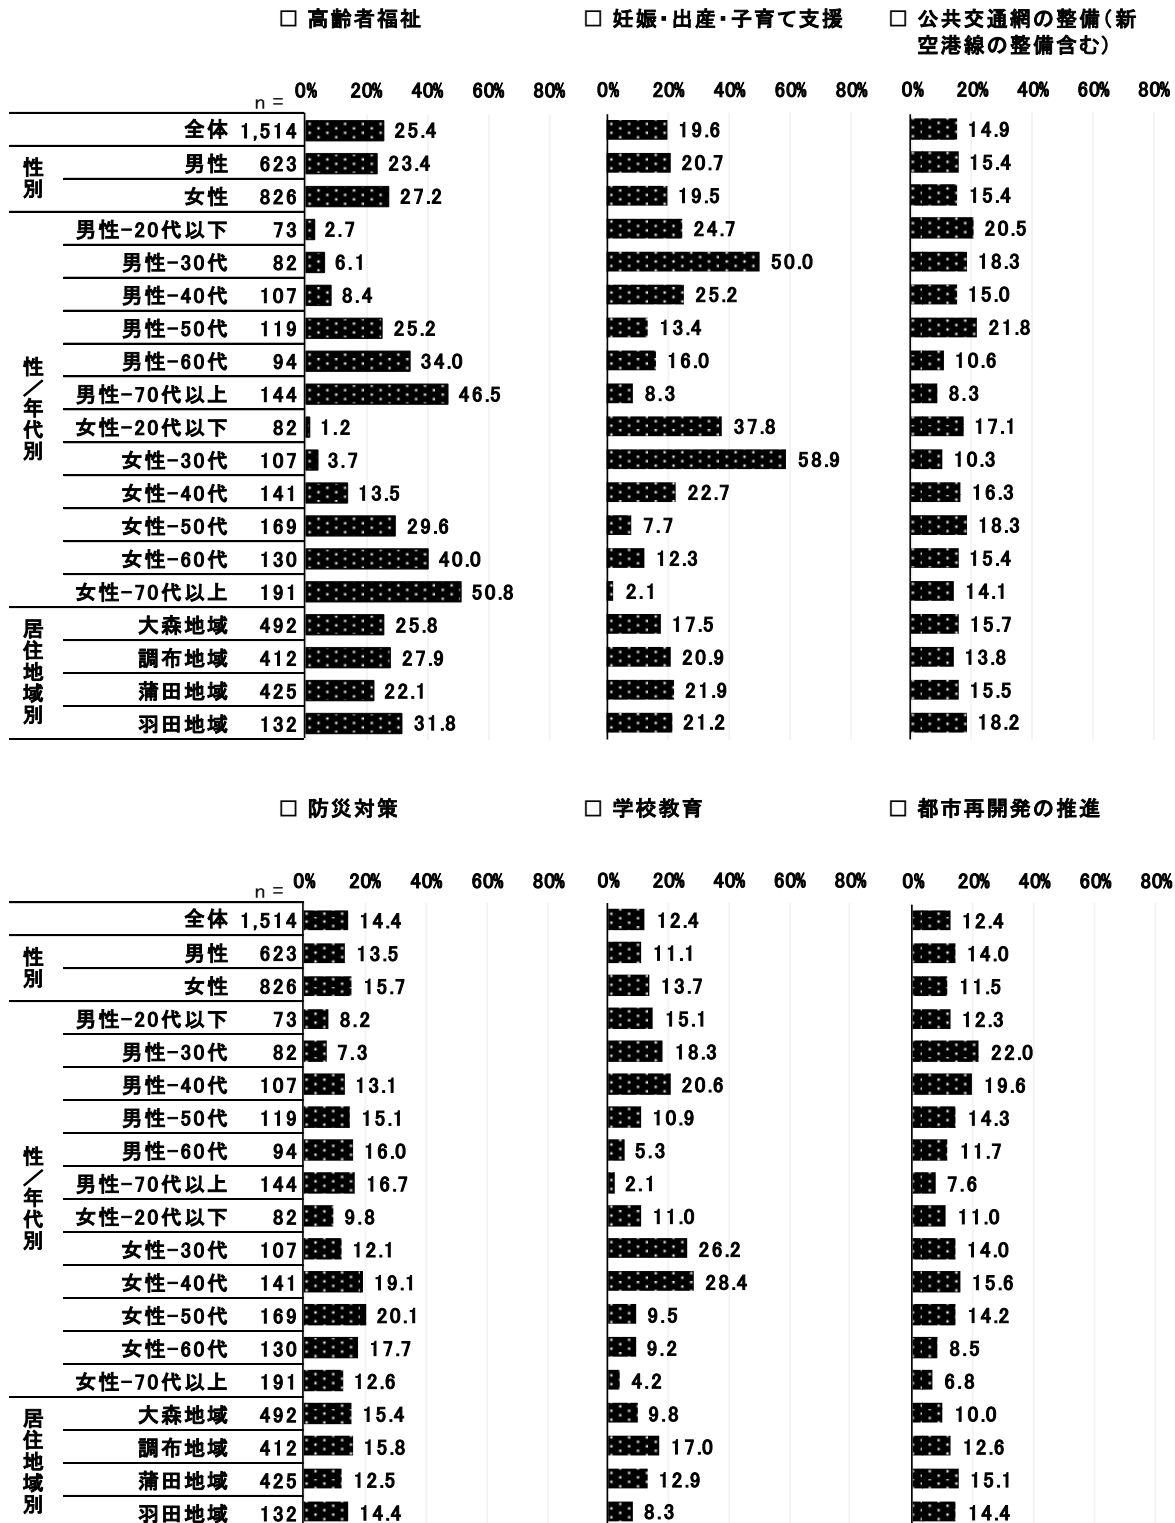 □ 高齢者福祉 □ 妊娠・出産・子育て支援 □ 公共交通網の整備(新
空港線の整備含む)
n = 0% 20% 40% 60% 80% 0% 20% 40% 60% 80% 0% 20% 40% 60% 80%
全体 1,514 25.4 19.6 14.9
性別
男性 623 23.4 20.7 15.4
女性 826 27.2 19.5 15.4
性/年代別
男性-20代以下 73 2.7 24.7 20.5
男性-30代 82 6.1 50.0 18.3
男性-40代 107 8.4 25.2 15.0
男性-50代 119 25.2 13.4 21.8
男性-60代 94 34.0 16.0 10.6
男性-70代以上 144 46.5 8.3 8.3
女性-20代以下 82 1.2 37.8 17.1
女性-30代 107 3.7 58.9 10.3
女性-40代 141 13.5 22.7 16.3
女性-50代 169 29.6 7.7 18.3
女性-60代 130 40.0 12.3 15.4
女性-70代以上 191 50.8 2.1 14.1
居住地域別
大森地域 492 25.8 17.5 15.7
調布地域 412 27.9 20.9 13.8
蒲田地域 425 22.1 21.9 15.5
羽田地域 132 31.8 21.2 18.2
□ 防災対策 □ 学校教育 □ 都市再開発の推進
n = 0% 20% 40% 60% 80% 0% 20% 40% 60% 80% 0% 20% 40% 60% 80%
全体 1,514 14.4 12.4 12.4
性別
男性 623 13.5 11.1 14.0
女性 826 15.7 13.7 11.5
性/年代別
男性-20代以下 73 8.2 15.1 12.3
男性-30代 82 7.3 18.3 22.0
男性-40代 107 13.1 20.6 19.6
男性-50代 119 15.1 10.9 14.3
男性-60代 94 16.0 5.3 11.7
男性-70代以上 144 16.7 2.1 7.6
女性-20代以下 82 9.8 11.0 11.0
女性-30代 107 12.1 26.2 14.0
女性-40代 141 19.1 28.4 15.6
女性-50代 169 20.1 9.5 14.2
女性-60代 130 17.7 9.2 8.5
女性-70代以上 191 12.6 4.2 6.8
居住地域別
大森地域 492 15.4 9.8 10.0
調布地域 412 15.8 17.0 12.6
蒲田地域 425 12.5 12.9 15.1
羽田地域 132 14.4 8.3 14.4